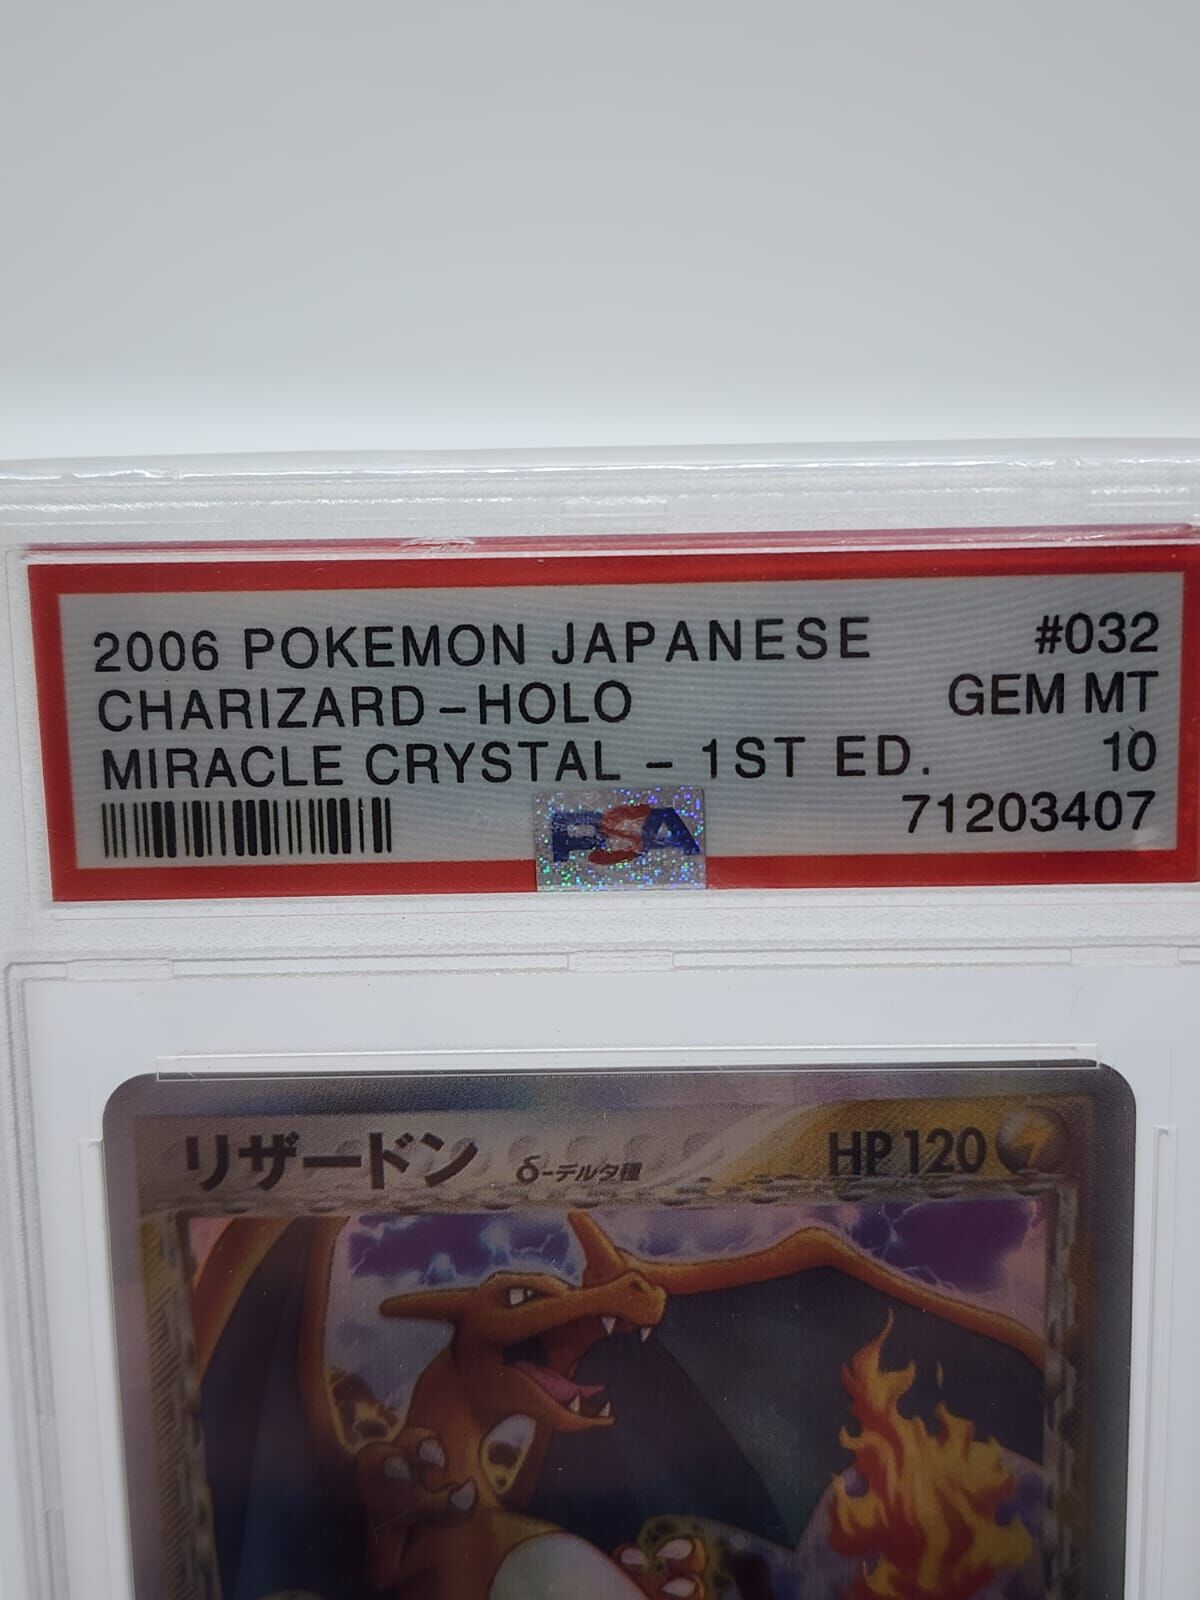 2006 POKEMON JAPANESE #032
CHARIZARD-HOLO GEM MT
MIRACLE CRYSTAL - 1ST ED. 10
PSA 71203407
リザードン δ-デルタ種 HP 120